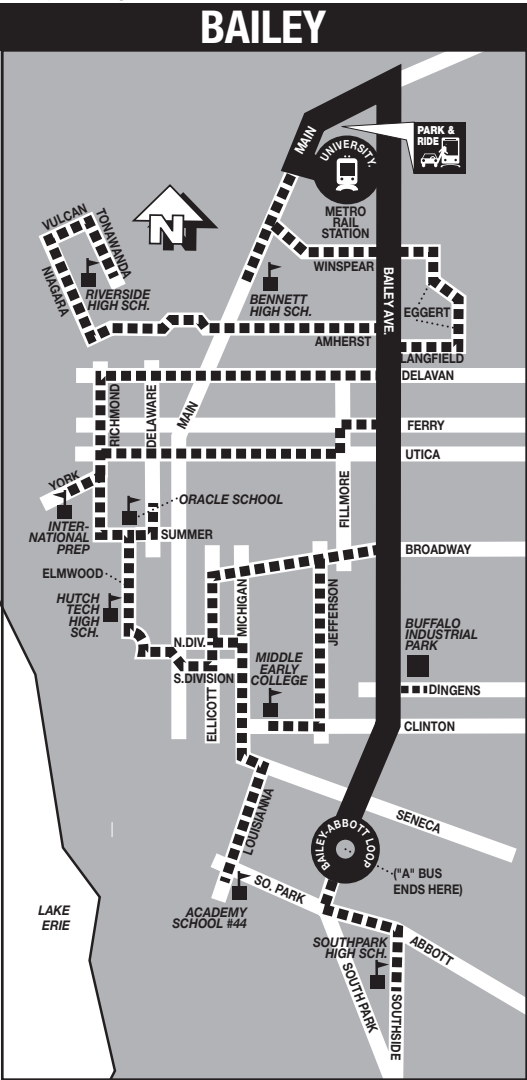 BAILEY
PARK &
RIDE
MAIN
UNIVERSITY
METRO
RAIL
STATION
N
VULCAN
TONAWANDA
NIAGARA
RIVERSIDE
HIGH SCH.
WINSPEAR
BENNETT
HIGH SCH.
BAILEY AVE.
EGGERT
AMHERST
LANGFIELD
DELAVAN
RICHMOND
DELAWARE
MAIN
FERRY
UTICA
FILLMORE
YORK
ORACLE SCHOOL
INTER-
NATIONAL
PREP
SUMMER
BROADWAY
ELMWOOD
HUTCH
TECH
HIGH
SCH.
MICHIGAN
JEFFERSON
N.DIV.
S.DIVISION
ELLICOTT
MIDDLE
EARLY
COLLEGE
BUFFALO
INDUSTRIAL
PARK
DINGENS
CLINTON
SENECA
LOUISIANNA
BAILEY-ABBOTT LOOP
("A" BUS
ENDS HERE)
SO. PARK
ACADEMY
SCHOOL #44
LAKE
ERIE
SOUTHPARK
HIGH SCH.
ABBOTT
SOUTH PARK
SOUTHSIDE